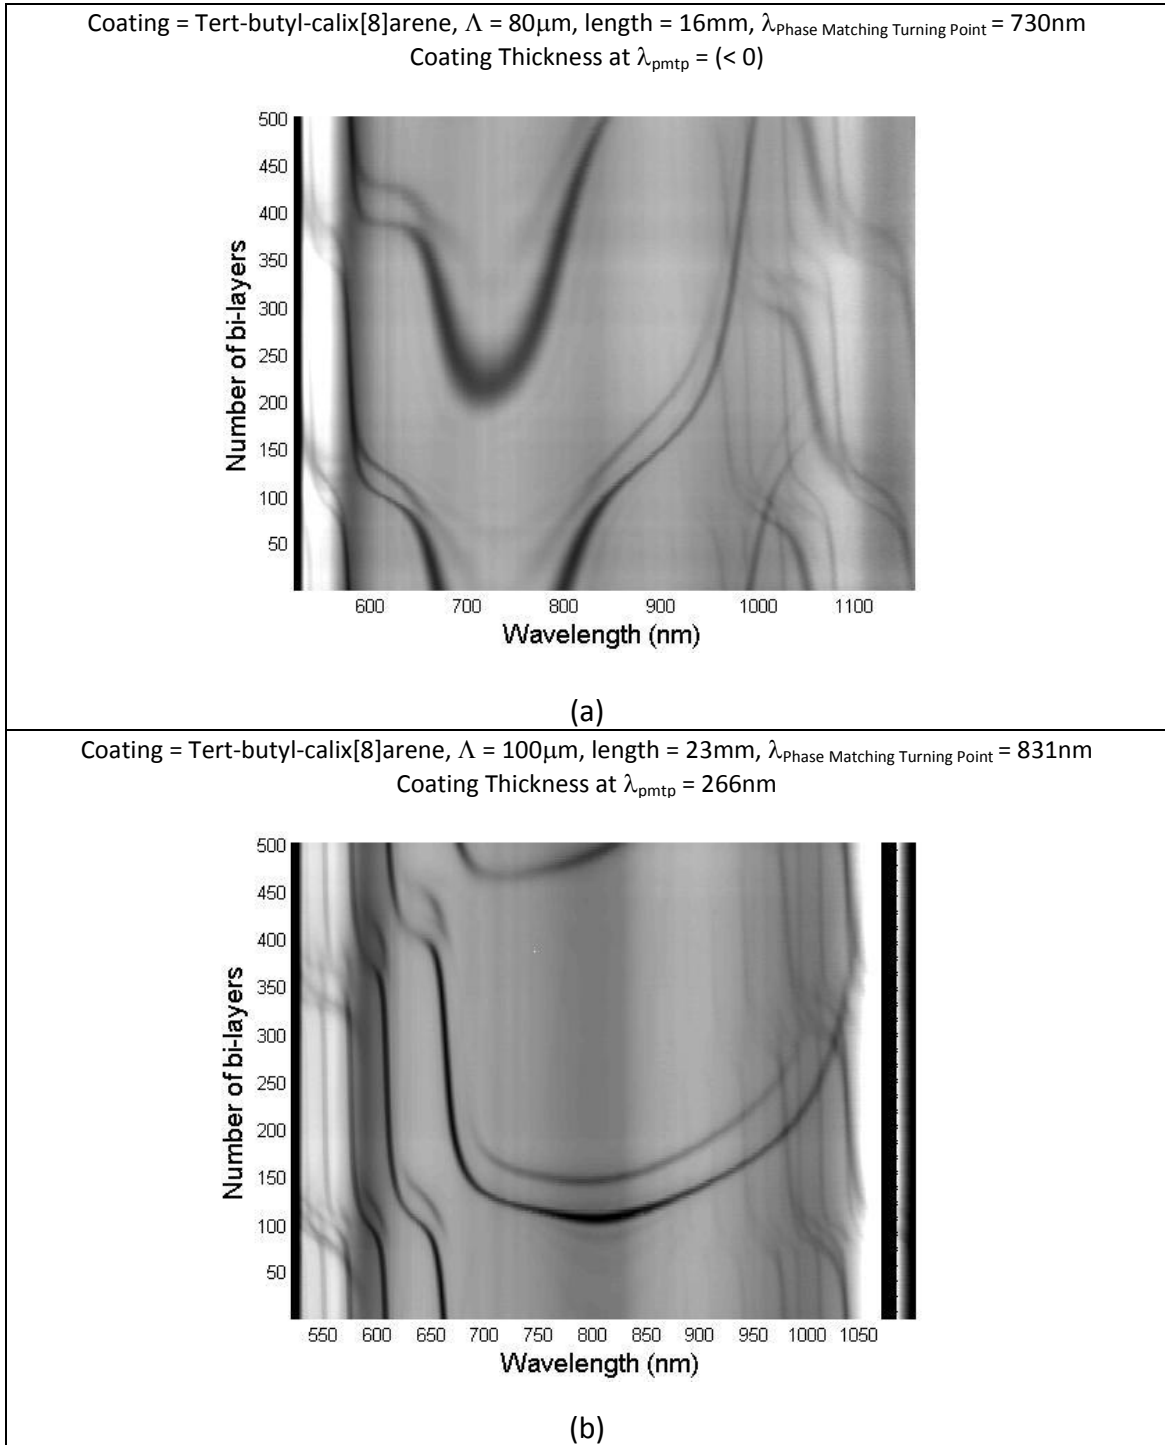 Coating = Tert-butyl-calix[8]arene, Λ = 80μm, length = 16mm, λPhase Matching Turning Point = 730nm
Coating Thickness at λpmtp = (< 0)
500
450
400
350
300
250
200
150
100
50
Number of bi-layers
600 700 800 900 1000 1100
Wavelength (nm)
(a)
Coating = Tert-butyl-calix[8]arene, Λ = 100μm, length = 23mm, λPhase Matching Turning Point = 831nm
Coating Thickness at λpmtp = 266nm
500
450
400
350
300
250
200
150
100
50
Number of bi-layers
550 600 650 700 750 800 850 900 950 1000 1050
Wavelength (nm)
(b)